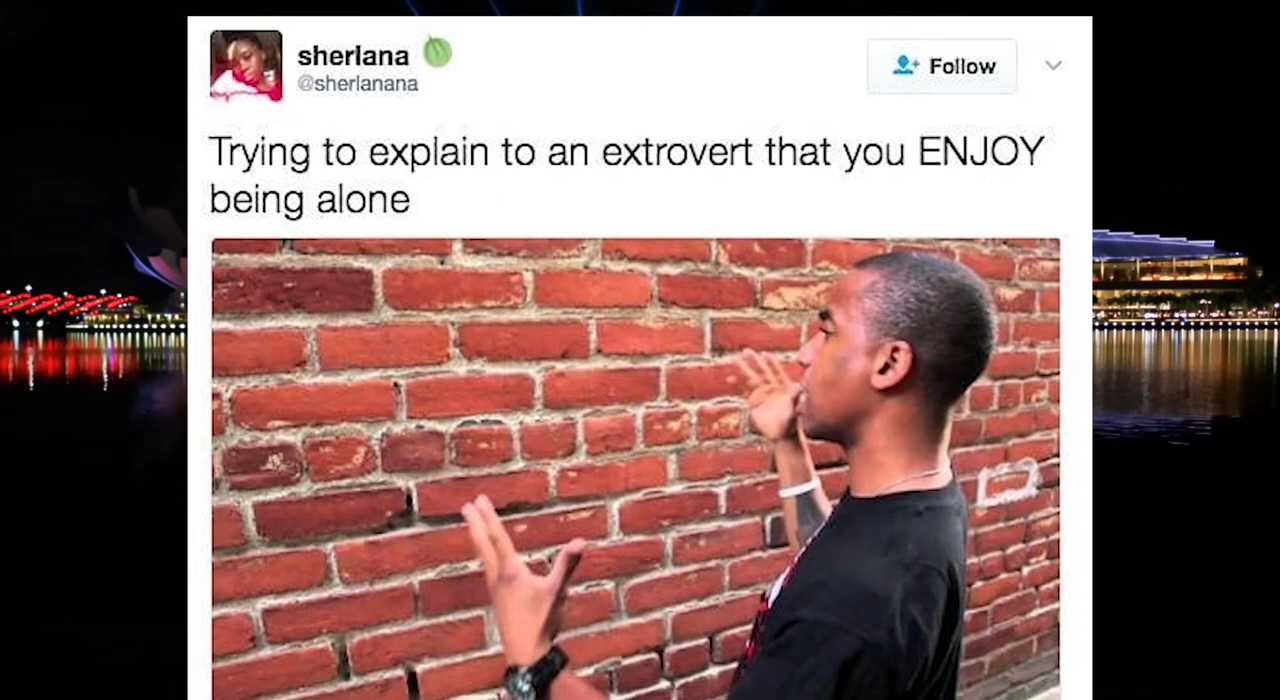 sherlana
@sherlanana
Follow
Trying to explain to an extrovert that you ENJOY
being alone